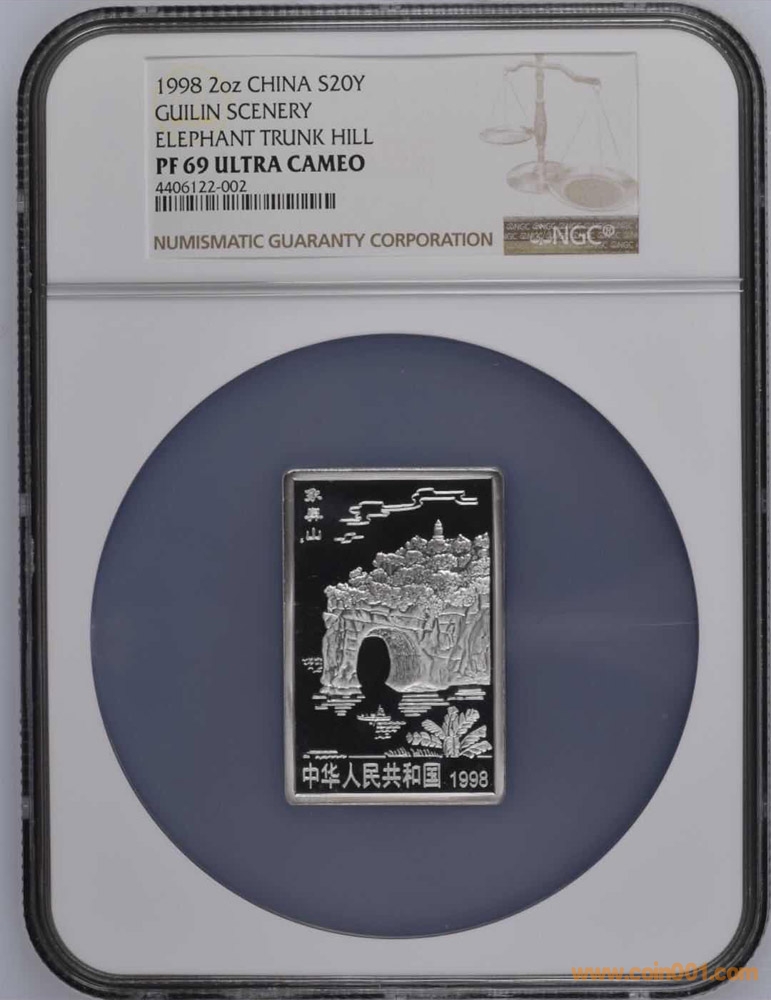 1998 2oz CHINA S20Y
GUILIN SCENERY
ELEPHANT TRUNK HILL
PF 69 ULTRA CAMEO
4406122-002
NUMISMATIC GUARANTY CORPORATION
NGC®
象鼻山
中华人民共和国 1998
www.coin001.com